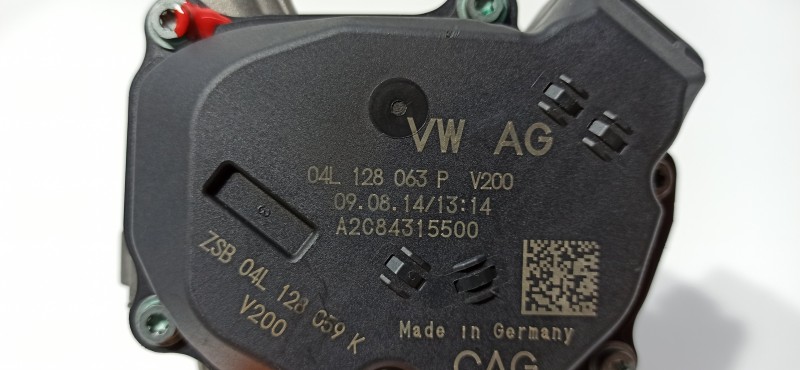 VW AG
04L 128 063 P V200
09.08.14/13:14
A2C84315500
ZSB 04L 128 059 K
V200
Made in Germany
CAG